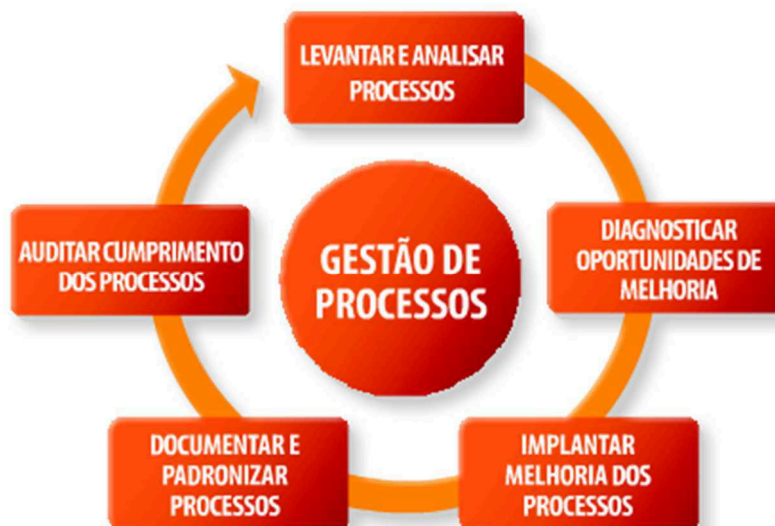 LEVANTAR E ANALISAR
PROCESSOS
DIAGNOSTICAR
OPORTUNIDADES DE
MELHORIA
IMPLANTAR
MELHORIA DOS
PROCESSOS
DOCUMENTAR E
PADRONIZAR
PROCESSOS
AUDITAR CUMPRIMENTO
DOS PROCESSOS
GESTÃO DE
PROCESSOS